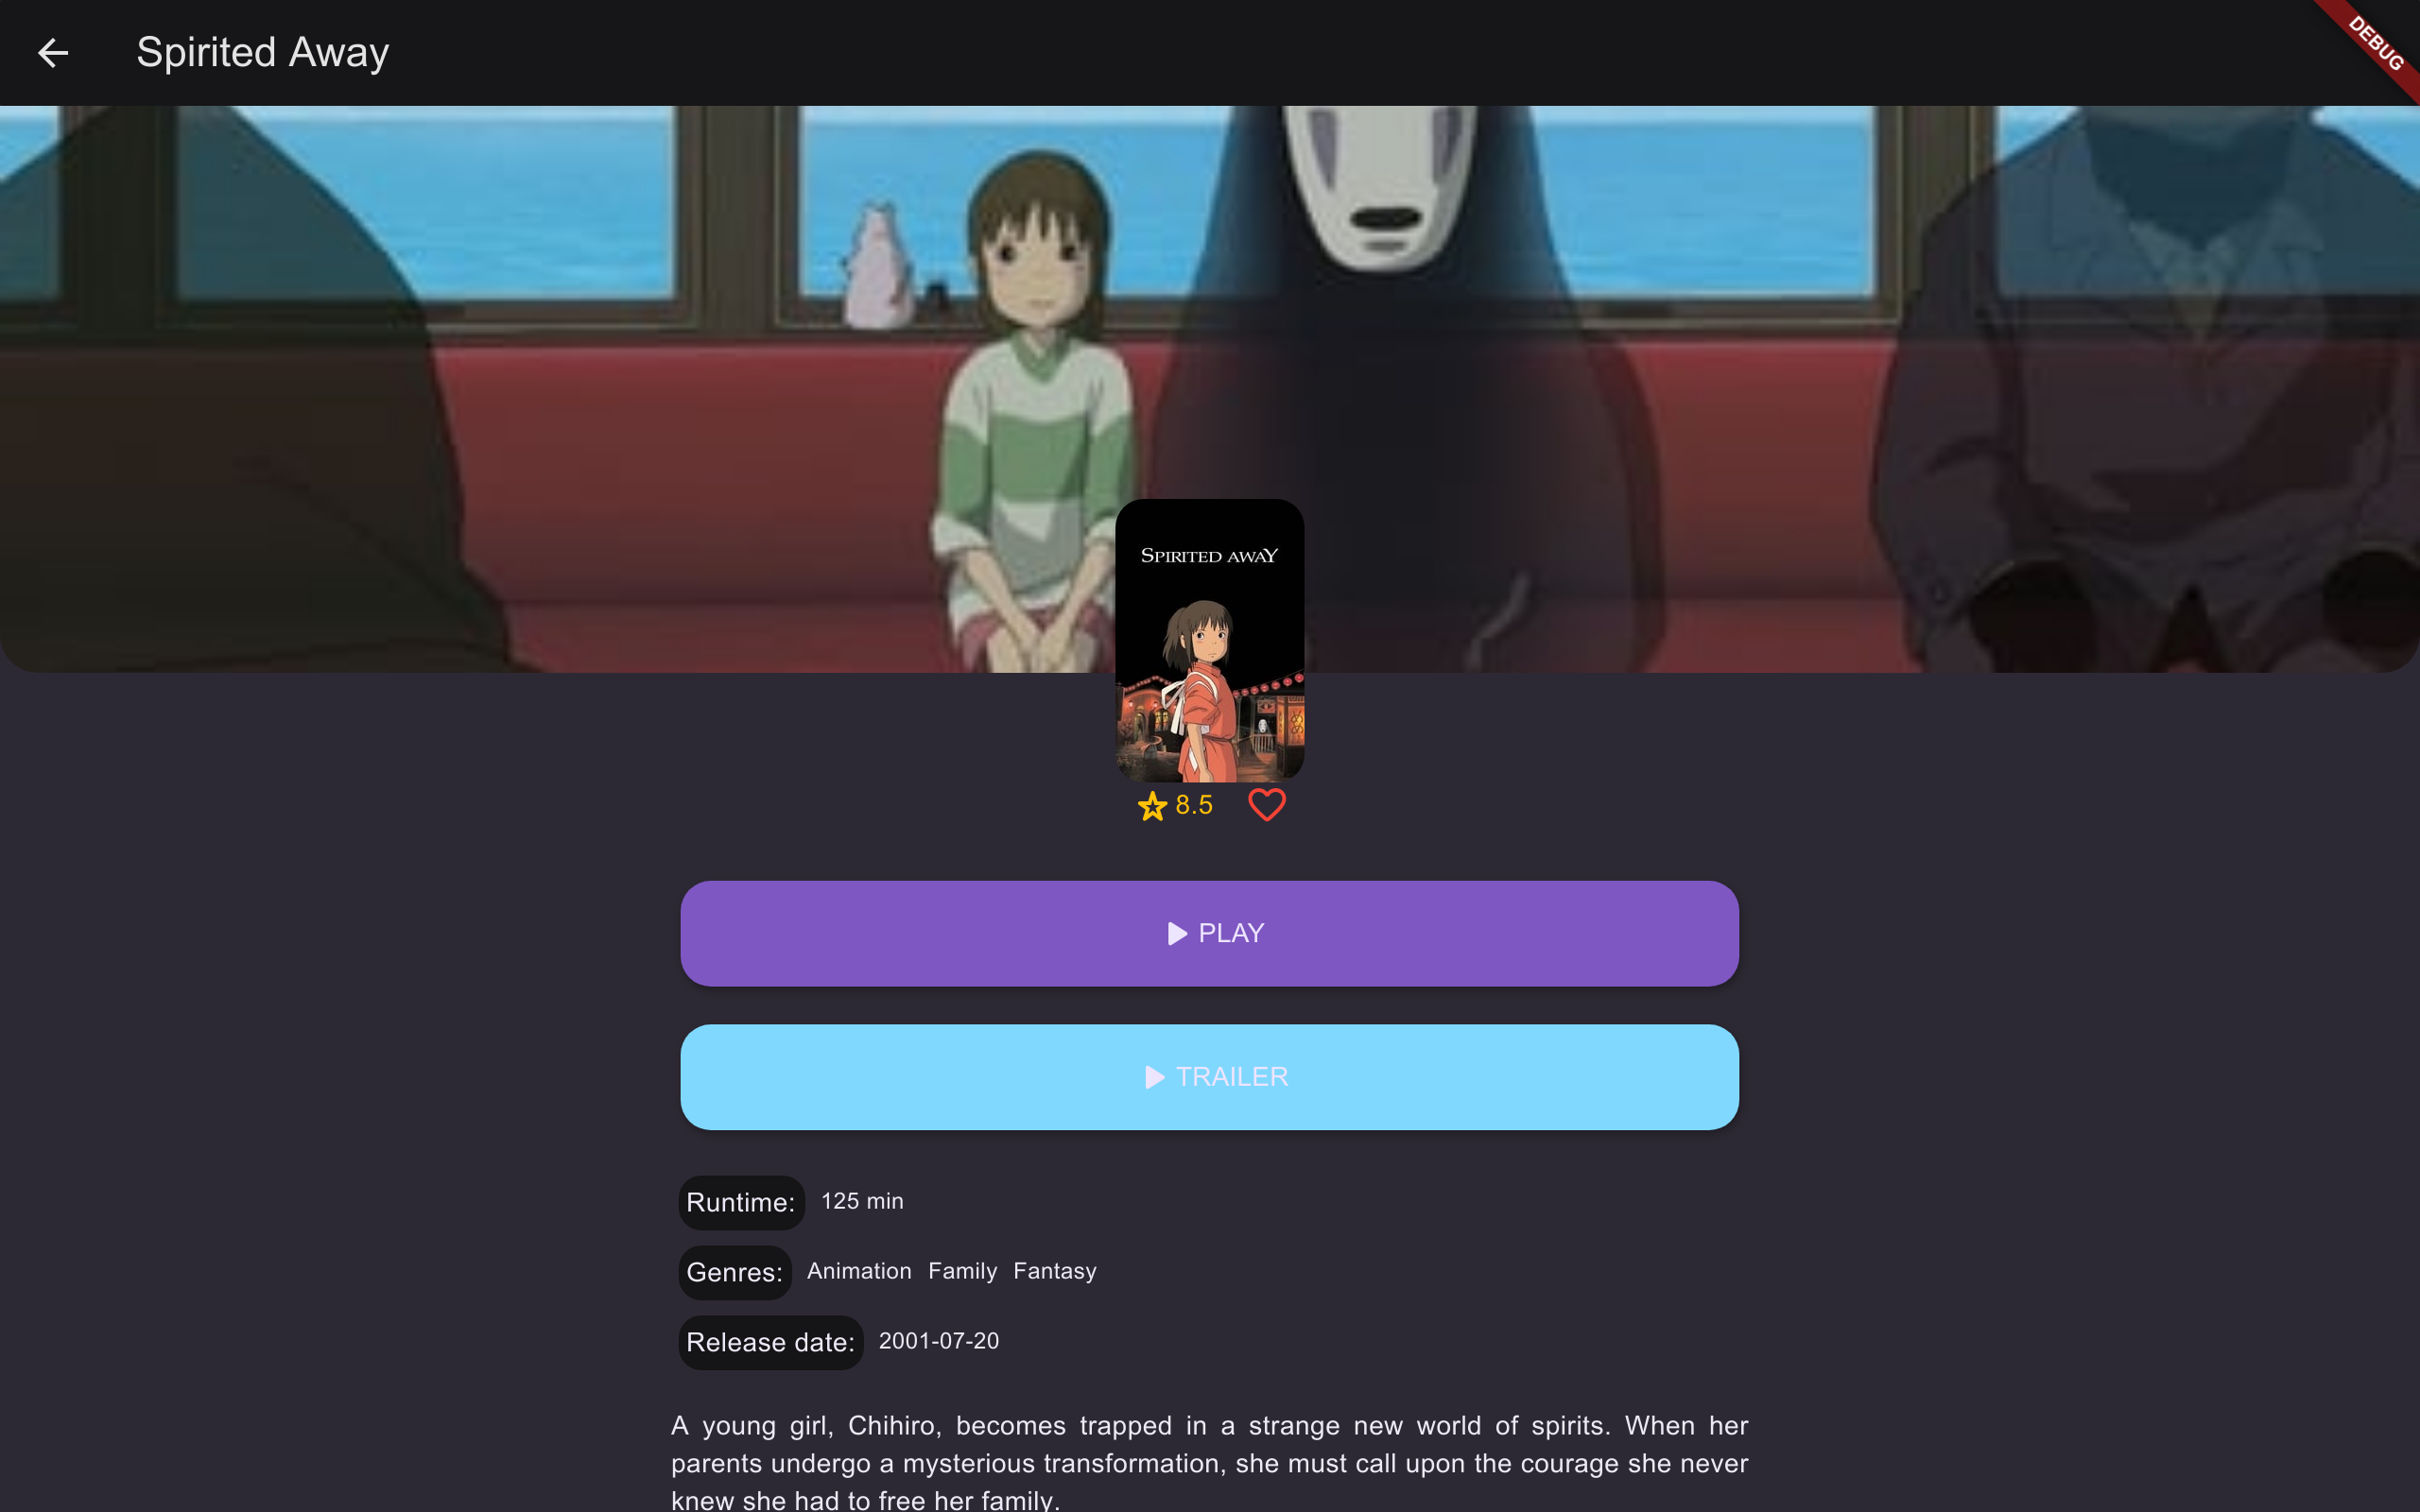 Spirited Away
DEBUG
SPIRITED AWAY
8.5
PLAY
TRAILER
Runtime: 125 min
Genres: Animation Family Fantasy
Release date: 2001-07-20
A young girl, Chihiro, becomes trapped in a strange new world of spirits. When her
parents undergo a mysterious transformation, she must call upon the courage she never
knew she had to free her family.